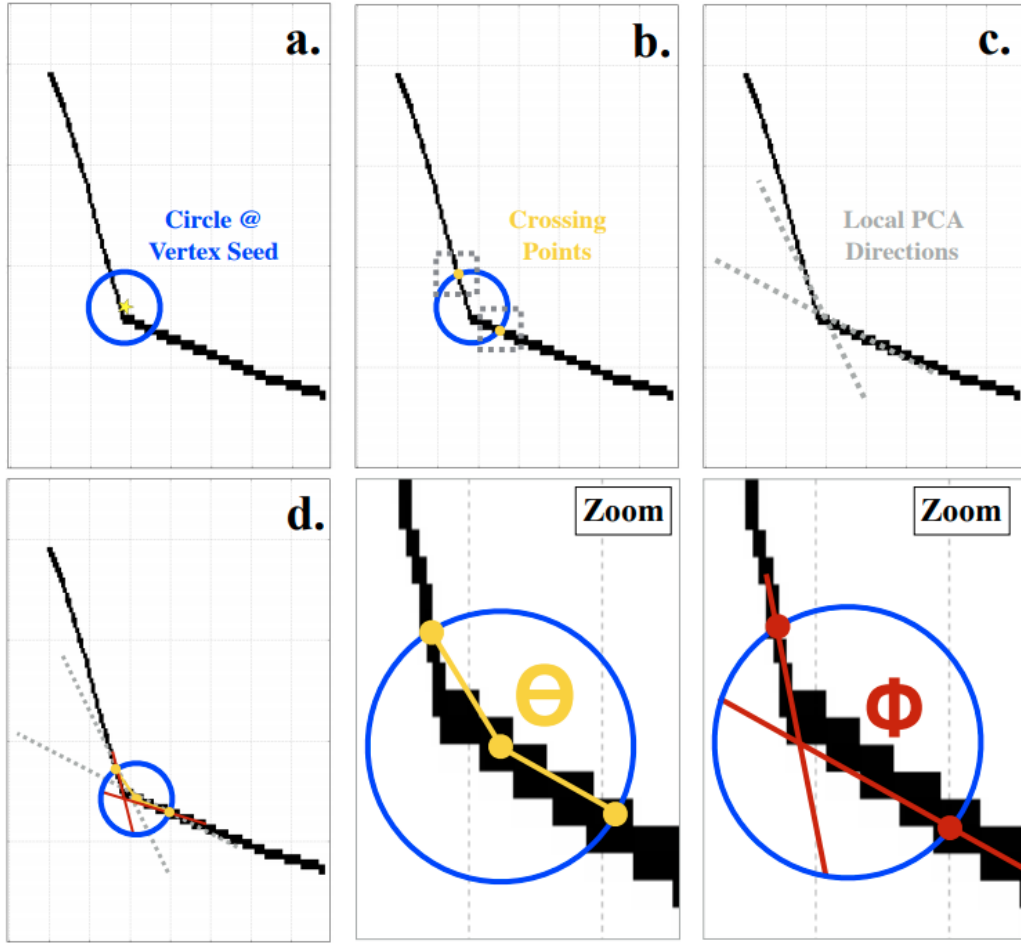 a.
Circle @
Vertex Seed
b.
Crossing
Points
c.
Local PCA
Directions
d.
Zoom
Θ
Zoom
Φ